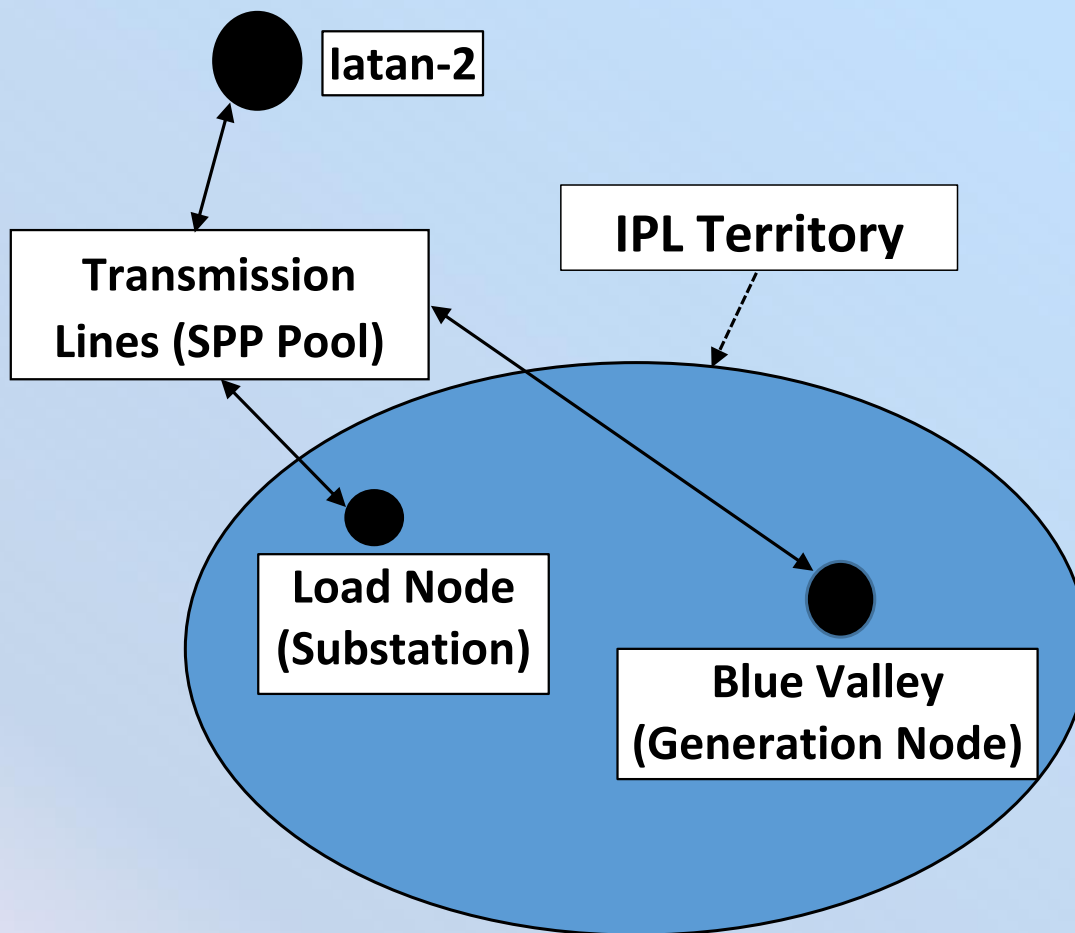 Iatan-2
IPL Territory
Transmission
Lines (SPP Pool)
Load Node
(Substation)
Blue Valley
(Generation Node)